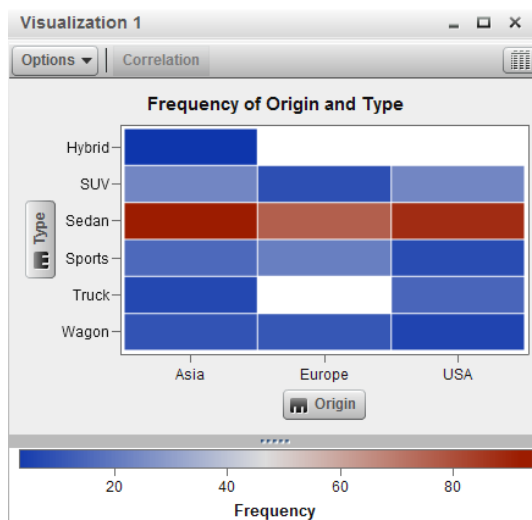 Visualization 1
Options
Correlation
Frequency of Origin and Type
Type
Hybrid
SUV
Sedan
Sports
Truck
Wagon
Asia Europe USA
Origin
20 40 60 80
Frequency